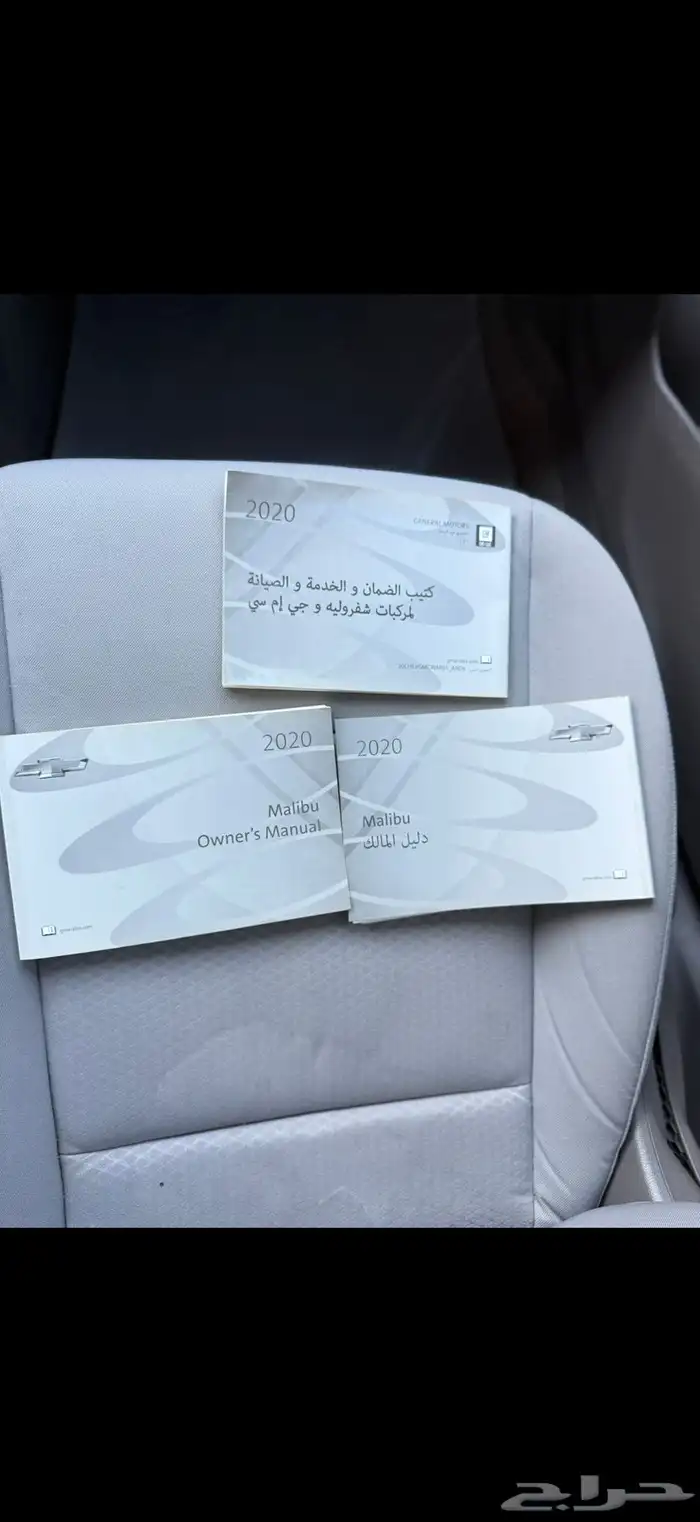 2020
GENERAL MOTORS
كتيب الضمان و الخدمة و الصيانة
لمركبات شفروليه و جي إم سي
2020
Malibu
Owner's Manual
2020
Malibu
دليل المالك
حراج